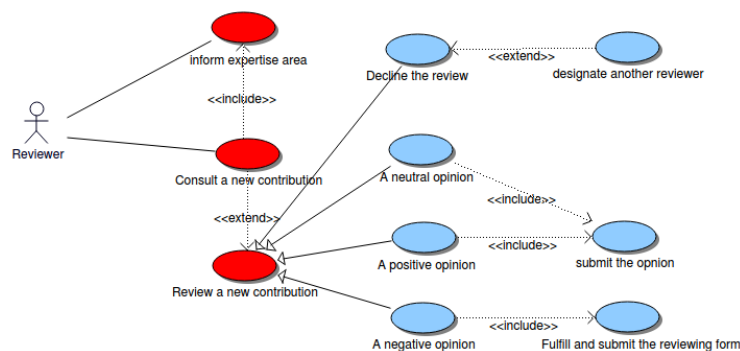 inform expertise area
Decline the review
<<extend>>
designate another reviewer
<<include>>
Reviewer
Consult a new contribution
A neutral opinion
<<include>>
<<extend>>
A positive opinion
<<include>>
submit the opnion
Review a new contribution
A negative opinion
<<include>>
Fulfill and submit the reviewing form